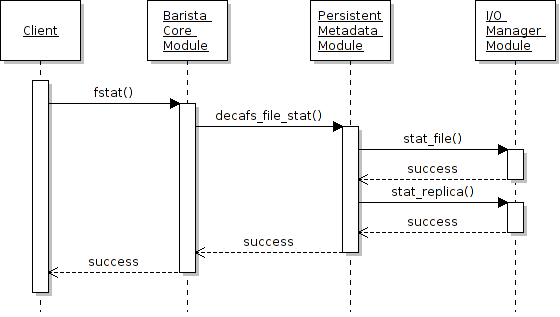 Client
Barista
Core
Module
Persistent
Metadata
Module
I/O
Manager
Module
fstat()
decafs_file_stat()
stat_file()
success
stat_replica()
success
success
success